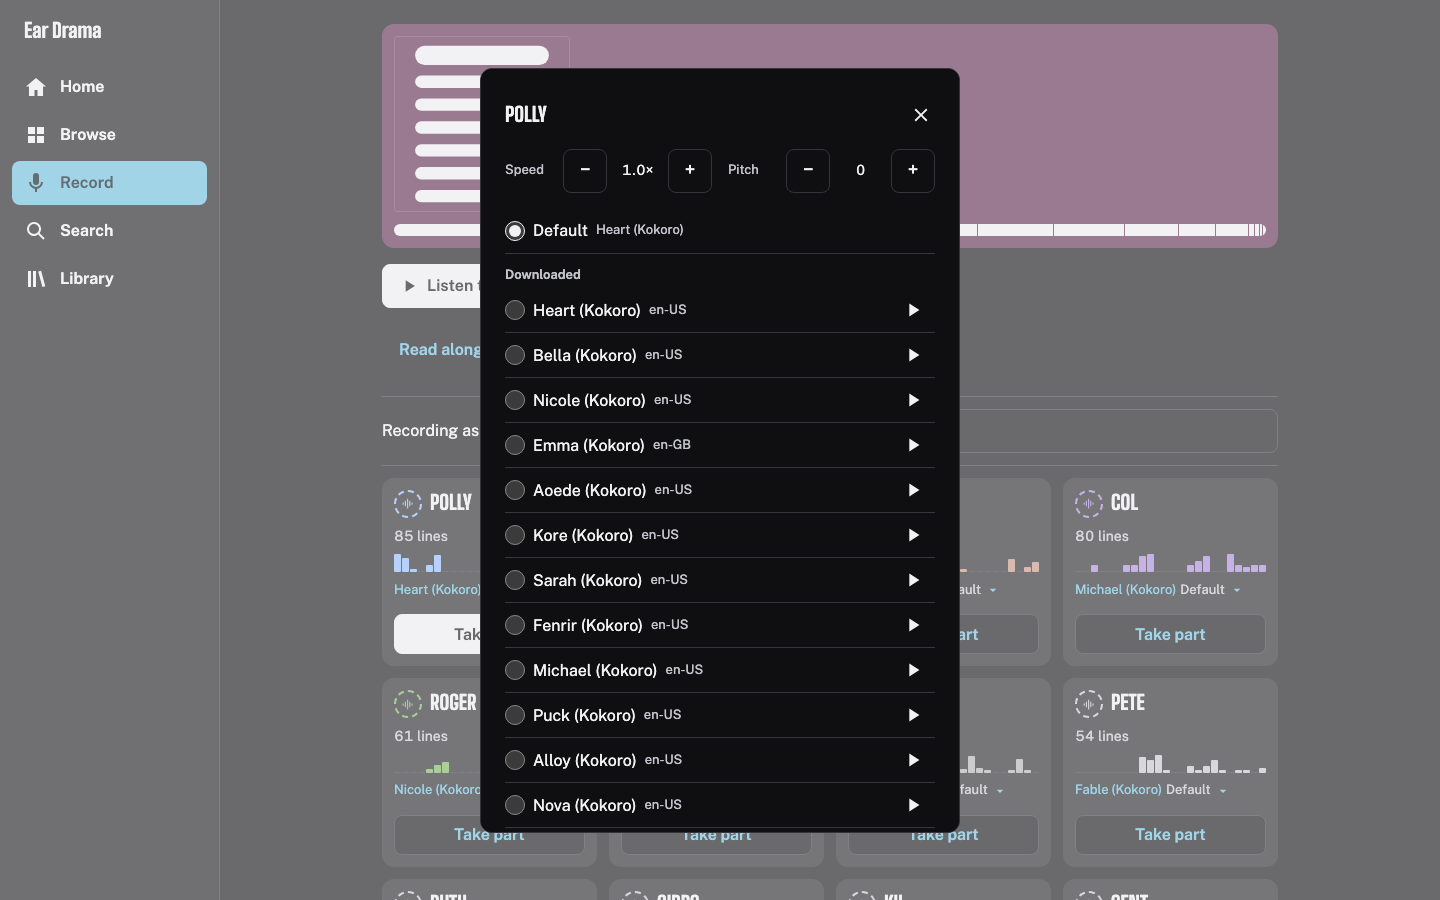 Ear Drama
Home
Browse
Record
Search
Library
Listen
Read along
Recording as
POLLY
85 lines
Heart (Kokoro)
COL
80 lines
Michael (Kokoro) Default
Take part
ROGER
61 lines
Nicole
Take part
Take part
Take part
PETE
54 lines
Fable (Kokoro) Default
Take part
POLLY
Speed − 1.0× + Pitch − 0 +
Default Heart (Kokoro)
Downloaded
Heart (Kokoro) en-US
Bella (Kokoro) en-US
Nicole (Kokoro) en-US
Emma (Kokoro) en-GB
Aoede (Kokoro) en-US
Kore (Kokoro) en-US
Sarah (Kokoro) en-US
Fenrir (Kokoro) en-US
Michael (Kokoro) en-US
Puck (Kokoro) en-US
Alloy (Kokoro) en-US
Nova (Kokoro) en-US